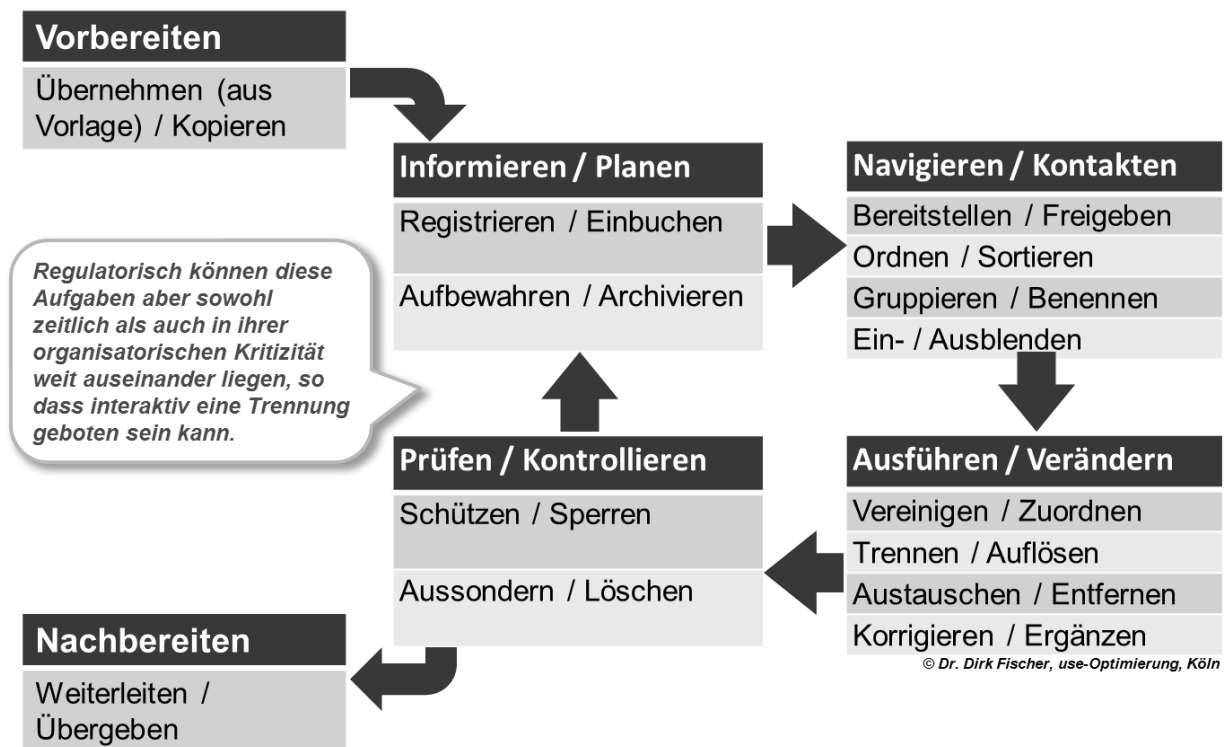 Vorbereiten
Übernehmen (aus
Vorlage) / Kopieren
Informieren / Planen
Registrieren / Einbuchen
Aufbewahren / Archivieren
Navigieren / Kontakten
Bereitstellen / Freigeben
Ordnen / Sortieren
Gruppieren / Benennen
Ein- / Ausblenden
Regulatorisch können diese
Aufgaben aber sowohl
zeitlich als auch in ihrer
organisatorischen Kritizität
weit auseinander liegen, so
dass interaktiv eine Trennung
geboten sein kann.
Prüfen / Kontrollieren
Schützen / Sperren
Aussondern / Löschen
Ausführen / Verändern
Vereinigen / Zuordnen
Trennen / Auflösen
Austauschen / Entfernen
Korrigieren / Ergänzen
© Dr. Dirk Fischer, use-Optimierung, Köln
Nachbereiten
Weiterleiten /
Übergeben